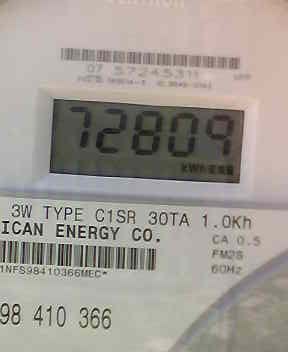 07 57245311
72809
kWh
3W TYPE C1SR 30TA 1.0Kh
ICAN ENERGY CO.
CA 0.5
FM2S
60Hz
1NFS98410366MEC*
98 410 366